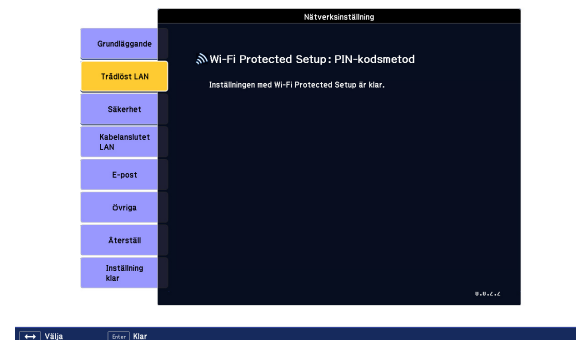 Nätverksinställning
Grundläggande
Trådlöst LAN
Säkerhet
Kabelanslutet
LAN
E-post
Övriga
Återställ
Inställning
klar
Wi-Fi Protected Setup: PIN-kodsmetod
Inställningen med Wi-Fi Protected Setup är klar.
Välja
Enter Klar